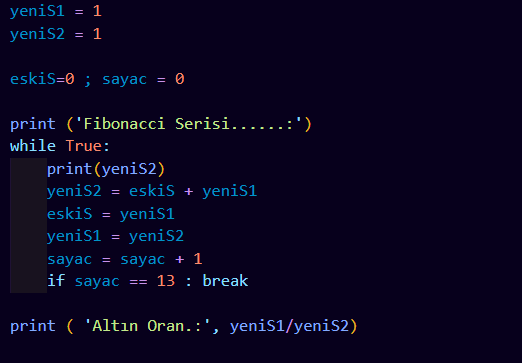 yeniS1 = 1
yeniS2 = 1
eskiS=0 ; sayac = 0
print ('Fibonacci Serisi......:')
while True:
    print(yeniS2)
    yeniS2 = eskiS + yeniS1
    eskiS = yeniS1
    yeniS1 = yeniS2
    sayac = sayac + 1
    if sayac == 13 : break
print ( 'Altın Oran.:', yeniS1/yeniS2)